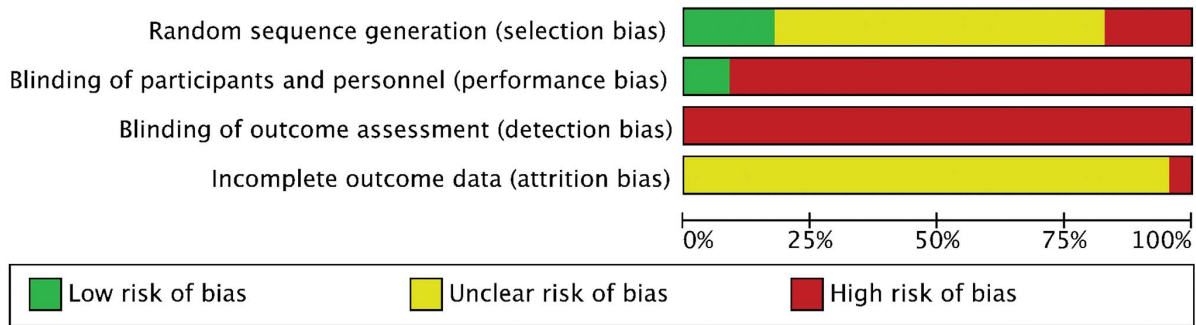 Random sequence generation (selection bias)
Blinding of participants and personnel (performance bias)
Blinding of outcome assessment (detection bias)
Incomplete outcome data (attrition bias)
0% 25% 50% 75% 100%
Low risk of bias Unclear risk of bias High risk of bias